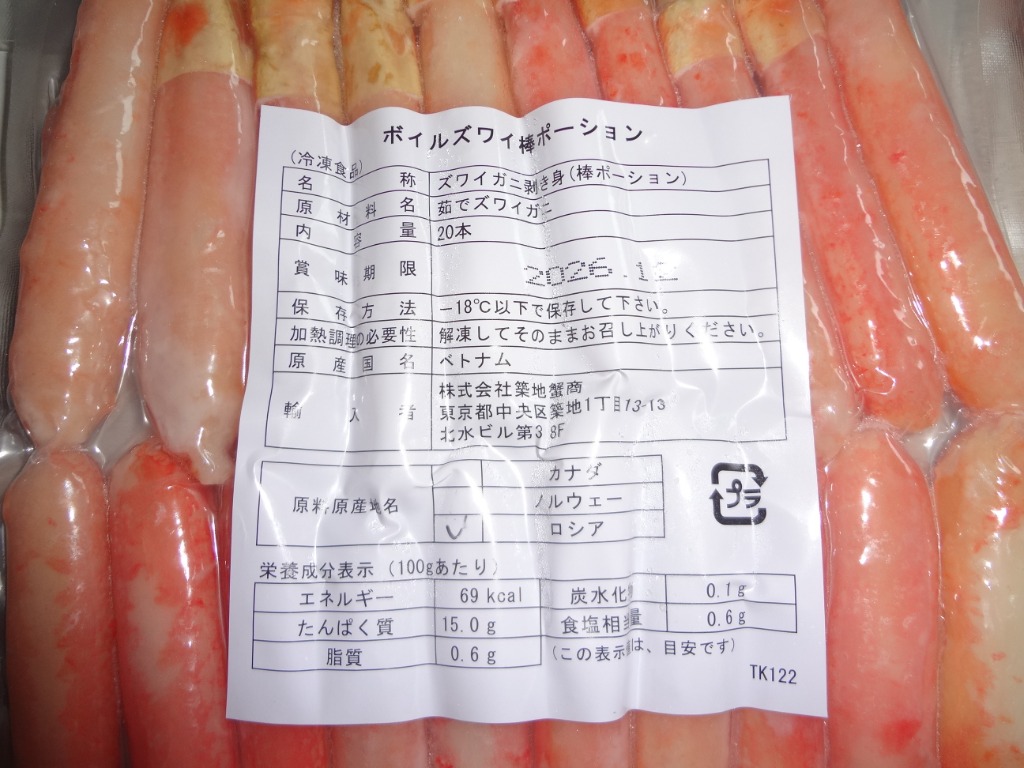 ボイルズワイ棒ポーション
(冷凍食品)
名称 ズワイガニ剥き身(棒ポーション)
原材料名 茹でズワイガニ
内容量 20本
賞味期限 2026.12
保存方法 −18℃以下で保存して下さい。
加熱調理の必要性 解凍してそのままお召し上がりください。
原産国名 ベトナム
輸入者 株式会社築地蟹商
東京都中央区築地1丁目13-13
北水ビル第3 8F
カナダ
原料原産地名 ノルウェー
✓ ロシア
プラ
栄養成分表示(100gあたり)
エネルギー 69kcal 炭水化物 0.1g
たんぱく質 15.0g 食塩相当量 0.6g
脂質 0.6g (この表示値は、目安です)
TK122